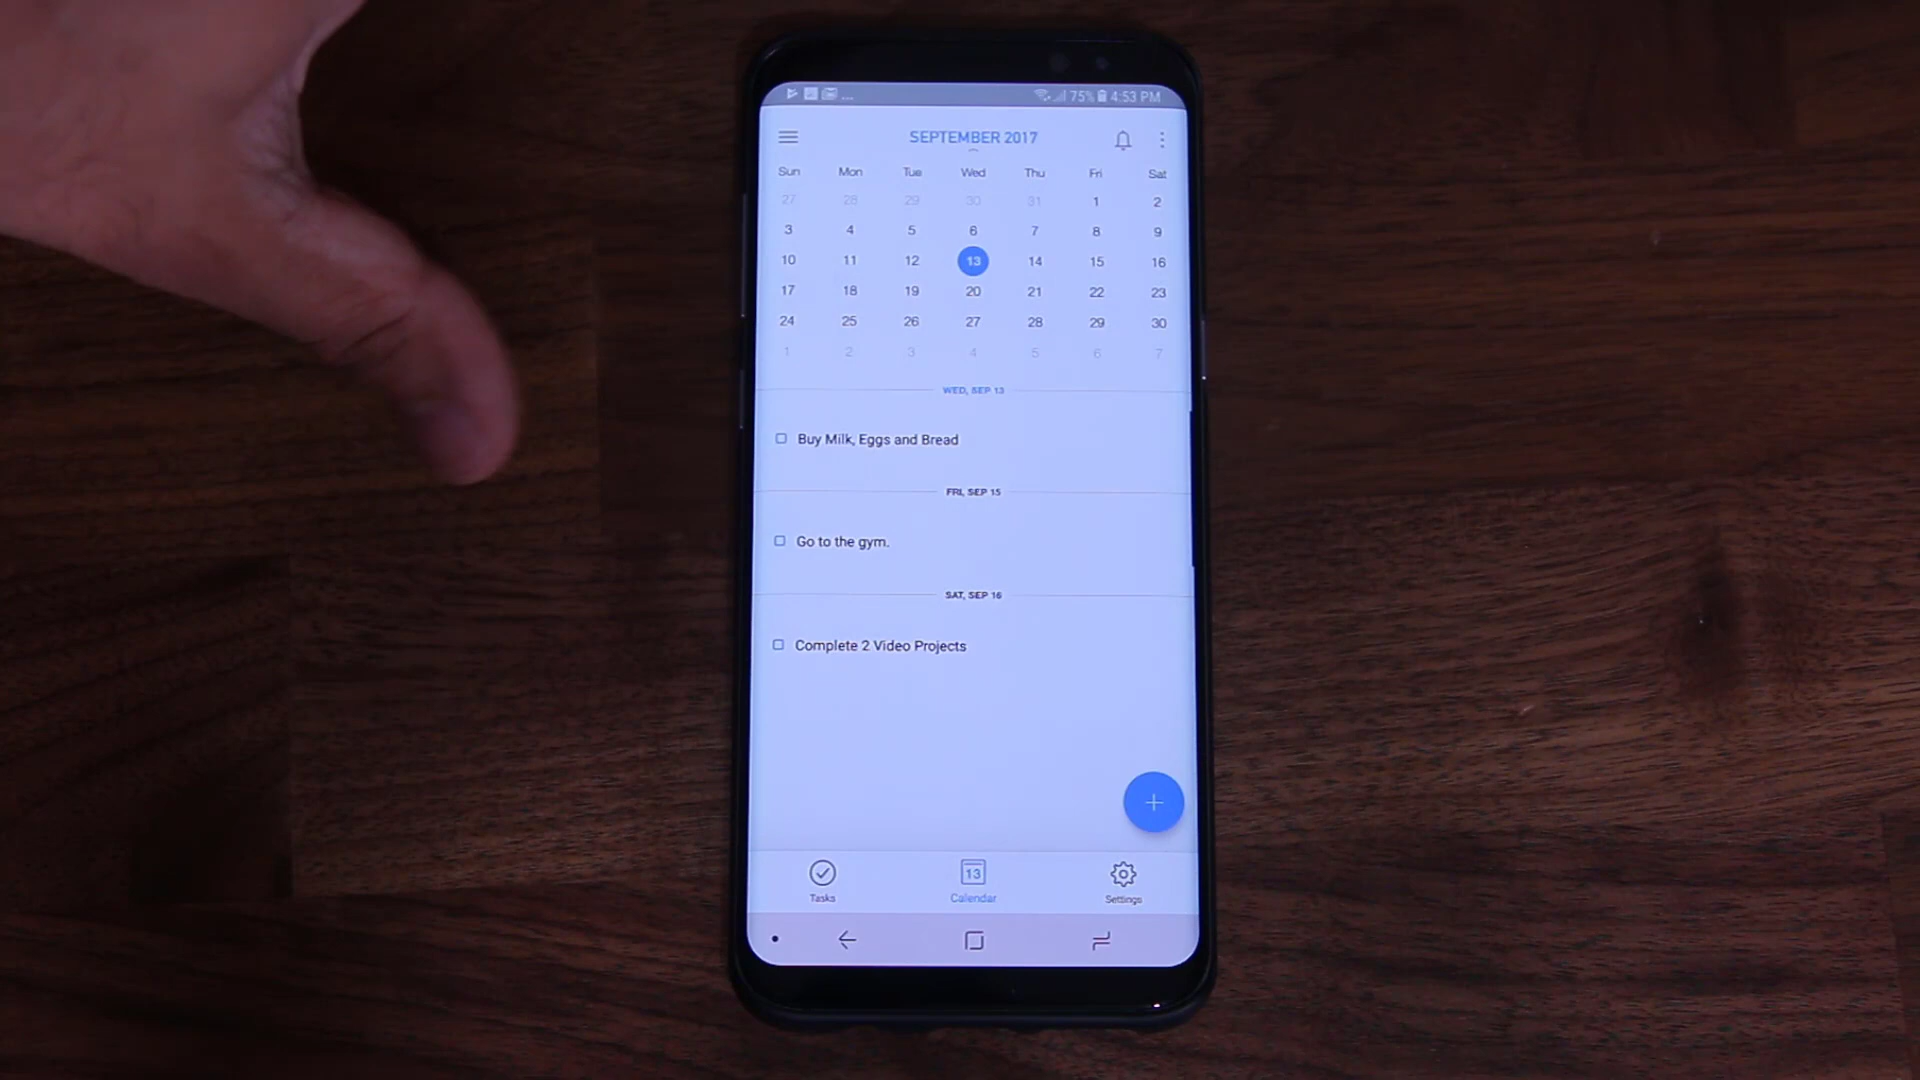 75% 4:53 PM
SEPTEMBER 2017
Sun Mon Tue Wed Thu Fri Sat
27 28 29 30 31 1 2
3 4 5 6 7 8 9
10 11 12 13 14 15 16
17 18 19 20 21 22 23
24 25 26 27 28 29 30
1 2 3 4 5 6 7
WED, SEP 13
Buy Milk, Eggs and Bread
FRI, SEP 15
Go to the gym.
SAT, SEP 16
Complete 2 Video Projects
13
Tasks Calendar Settings